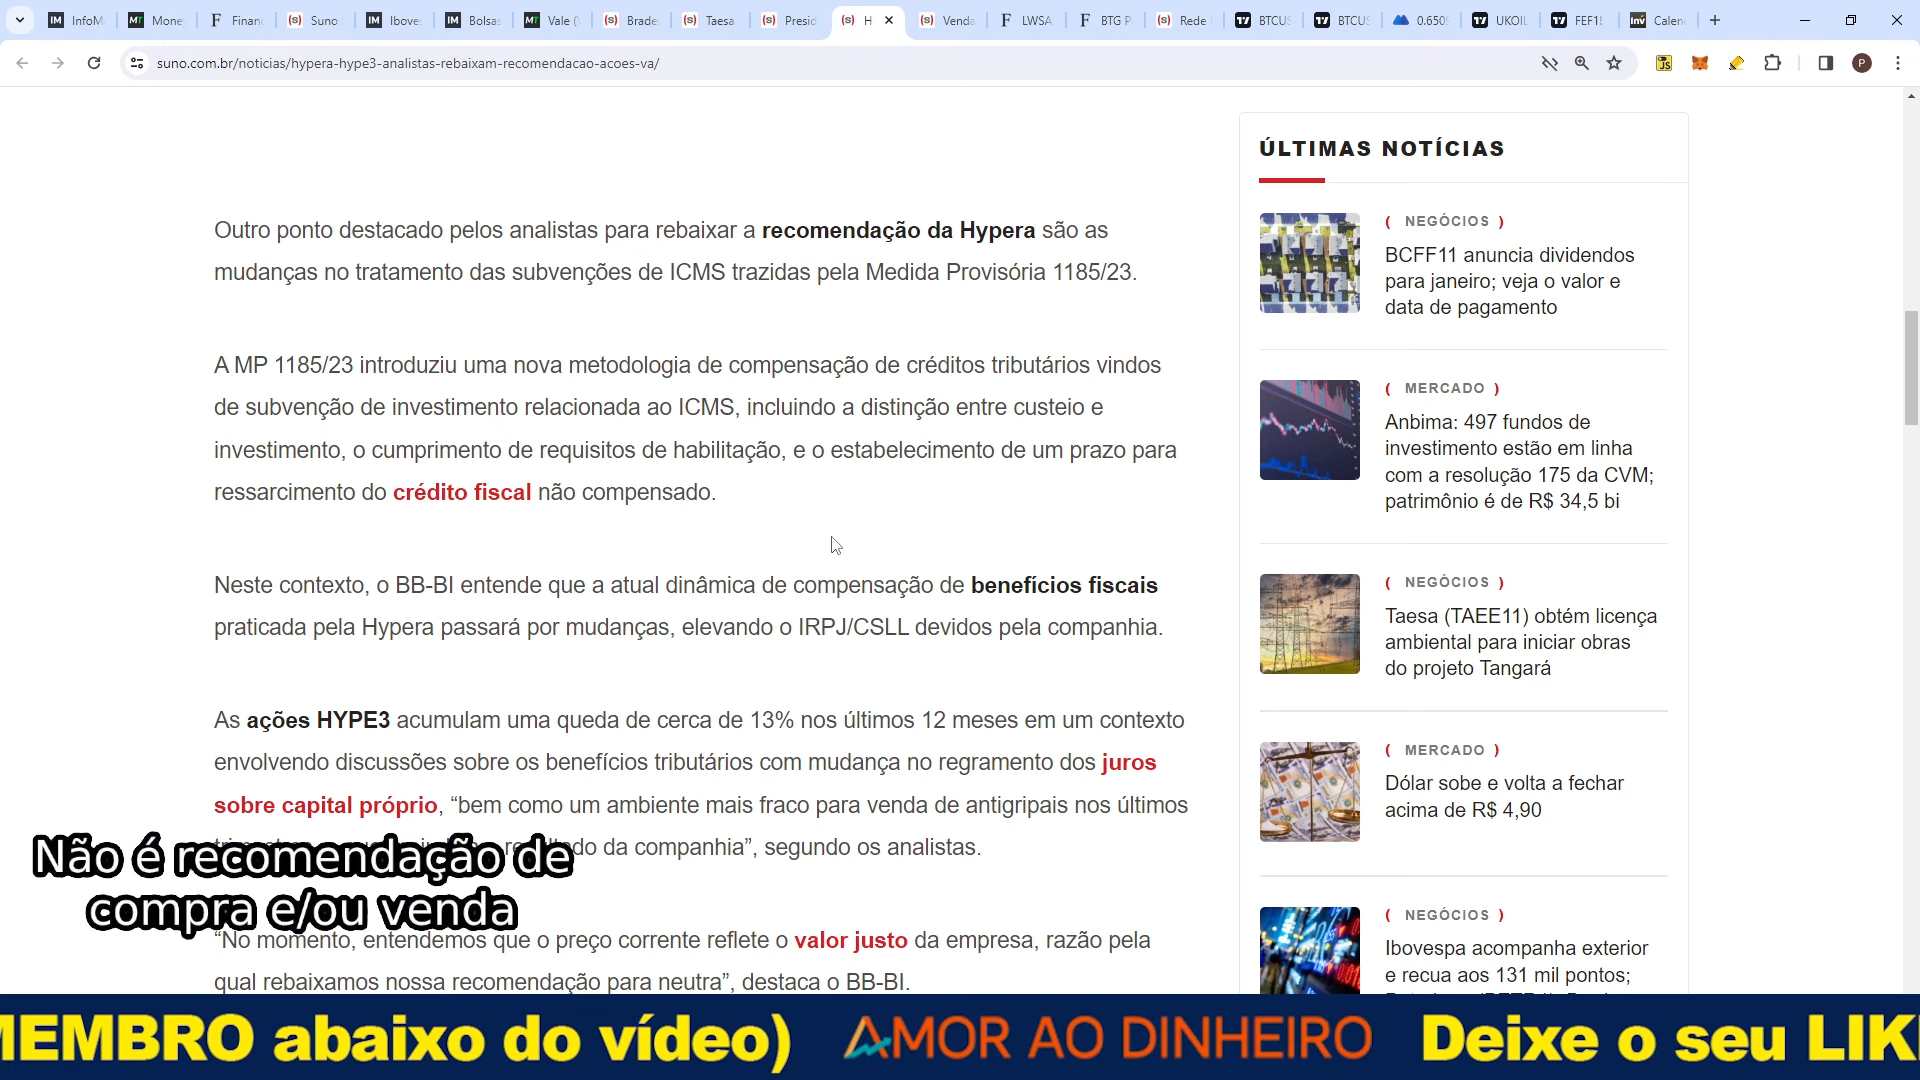 InfoM
Mone
Finan
Suno
Iboves
Bolsa
Vale (
Brade
Taesa
Presid
H
Venda
LWSA
BTG P
Rede
BTCUS
BTCUS
0.650
UKOIL
FEF1!
Calen
suno.com.br/noticias/hypera-hype3-analistas-rebaixam-recomendacao-acoes-va/
P
Outro ponto destacado pelos analistas para rebaixar a recomendação da Hypera são as
mudanças no tratamento das subvenções de ICMS trazidas pela Medida Provisória 1185/23.
A MP 1185/23 introduziu uma nova metodologia de compensação de créditos tributários vindos
de subvenção de investimento relacionada ao ICMS, incluindo a distinção entre custeio e
investimento, o cumprimento de requisitos de habilitação, e o estabelecimento de um prazo para
ressarcimento do crédito fiscal não compensado.
Neste contexto, o BB-BI entende que a atual dinâmica de compensação de benefícios fiscais
praticada pela Hypera passará por mudanças, elevando o IRPJ/CSLL devidos pela companhia.
As ações HYPE3 acumulam uma queda de cerca de 13% nos últimos 12 meses em um contexto
envolvendo discussões sobre os benefícios tributários com mudança no regramento dos juros
sobre capital próprio, “bem como um ambiente mais fraco para venda de antigripais nos últimos
da companhia”, segundo os analistas.
“No momento, entendemos que o preço corrente reflete o valor justo da empresa, razão pela
qual rebaixamos nossa recomendação para neutra”, destaca o BB-BI.
ÚLTIMAS NOTÍCIAS
( NEGÓCIOS )
BCFF11 anuncia dividendos
para janeiro; veja o valor e
data de pagamento
( MERCADO )
Anbima: 497 fundos de
investimento estão em linha
com a resolução 175 da CVM;
patrimônio é de R$ 34,5 bi
( NEGÓCIOS )
Taesa (TAEE11) obtém licença
ambiental para iniciar obras
do projeto Tangará
( MERCADO )
Dólar sobe e volta a fechar
acima de R$ 4,90
( NEGÓCIOS )
Ibovespa acompanha exterior
e recua aos 131 mil pontos;
Não é recomendação de
compra e/ou venda
MEMBRO abaixo do vídeo) AMOR AO DINHEIRO Deixe o seu LIK